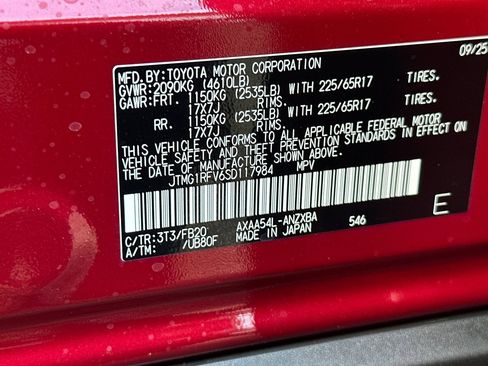 09/25
MFD.BY:TOYOTA MOTOR CORPORATION
GVWR:2090KG (4610LB)
GAWR:FRT. 1150KG (2535LB) WITH 225/65R17 TIRES.
17X7J RIMS.
RR. 1150KG (2535LB) WITH 225/65R17 TIRES.
17X7J RIMS.
THIS VEHICLE CONFORMS TO ALL APPLICABLE FEDERAL MOTOR
VEHICLE SAFETY AND THEFT PREVENTION STANDARDS IN EFFECT ON
THE DATE OF MANUFACTURE SHOWN ABOVE.
JTMG1RFV6SD117984 MPV
C/TR:3T3/FB20 AXAA54L-ANZXBA 546
A/TM: /UB80F MADE IN JAPAN E